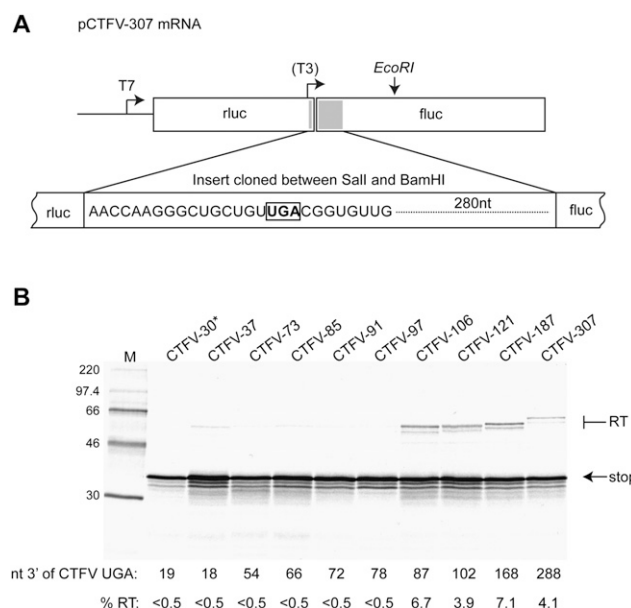 A
pCTFV-307 mRNA
T7
(T3)
EcoRI
rluc
fluc
Insert cloned between SalI and BamHI
rluc
AACCAAGGGCUGCUGUUGACGGUGUUG
280nt
fluc
B
M
CTFV-30*
CTFV-37
CTFV-73
CTFV-85
CTFV-91
CTFV-97
CTFV-106
CTFV-121
CTFV-187
CTFV-307
220
97.4
66
46
30
RT
stop
nt 3' of CTFV UGA: 19 18 54 66 72 78 87 102 168 288
% RT: <0.5 <0.5 <0.5 <0.5 <0.5 <0.5 6.7 3.9 7.1 4.1